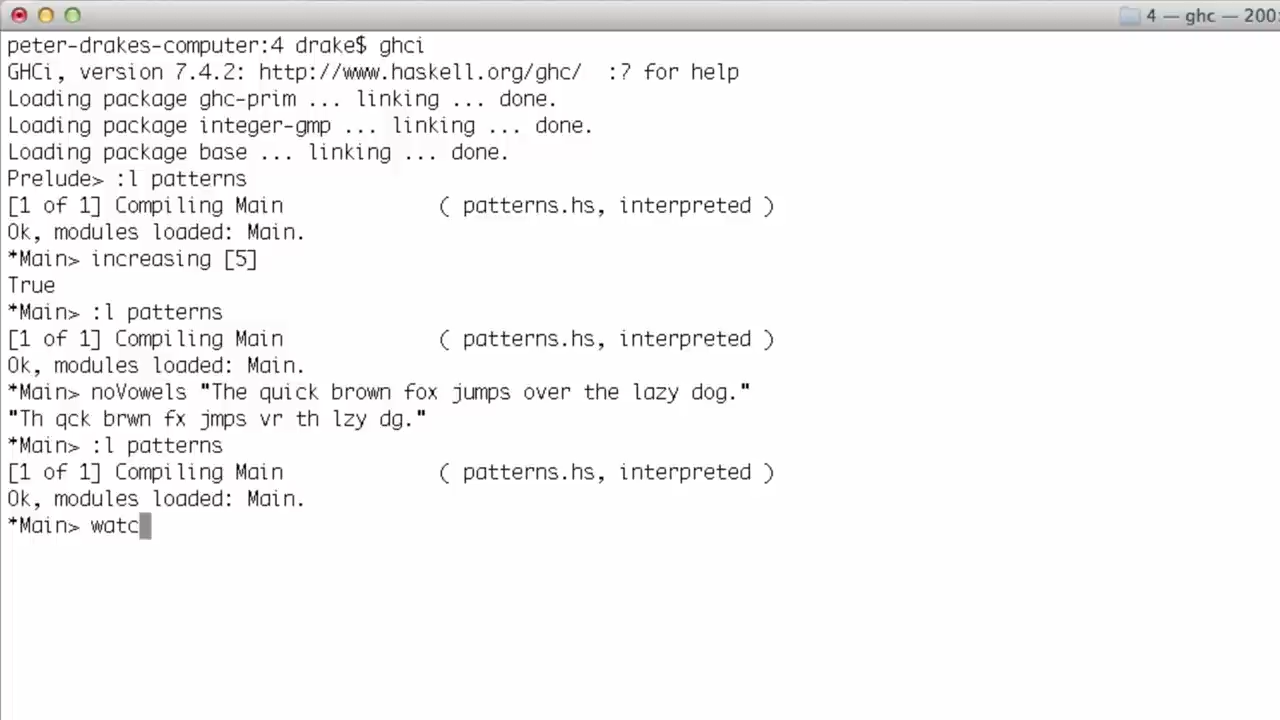 4 — ghc — 200
peter-drakes-computer:4 drake$ ghci
GHCi, version 7.4.2: http://www.haskell.org/ghc/  :? for help
Loading package ghc-prim ... linking ... done.
Loading package integer-gmp ... linking ... done.
Loading package base ... linking ... done.
Prelude> :l patterns
[1 of 1] Compiling Main             ( patterns.hs, interpreted )
Ok, modules loaded: Main.
*Main> increasing [5]
True
*Main> :l patterns
[1 of 1] Compiling Main             ( patterns.hs, interpreted )
Ok, modules loaded: Main.
*Main> noVowels "The quick brown fox jumps over the lazy dog."
"Th qck brwn fx jmps vr th lzy dg."
*Main> :l patterns
[1 of 1] Compiling Main             ( patterns.hs, interpreted )
Ok, modules loaded: Main.
*Main> watc